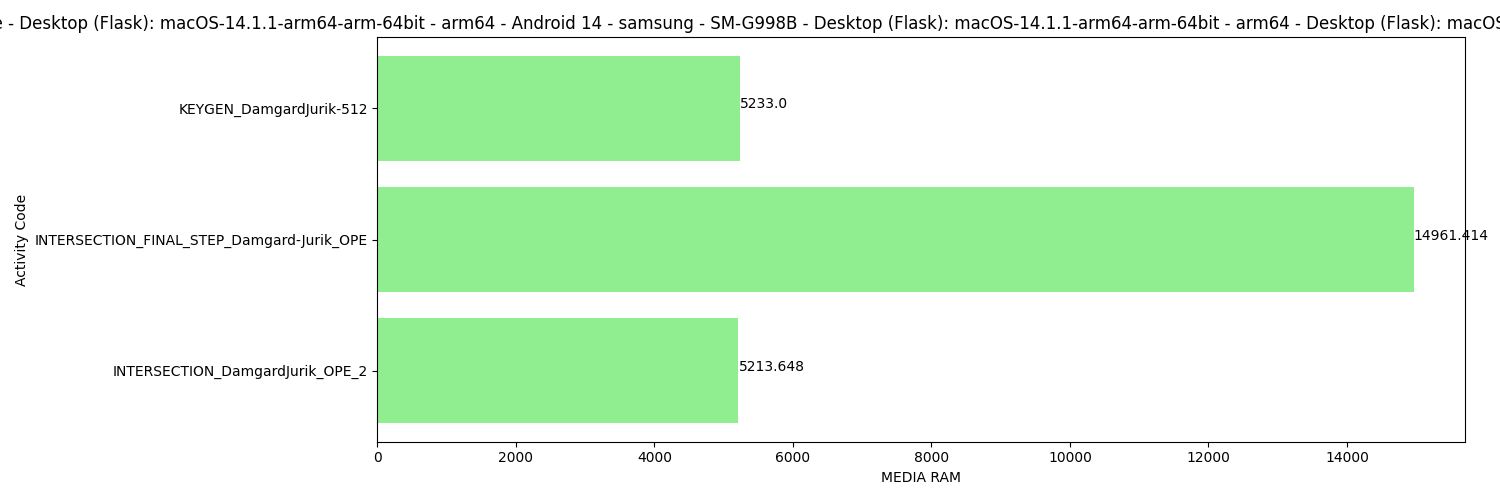 - Desktop (Flask): macOS-14.1.1-arm64-arm-64bit - arm64 - Android 14 - samsung - SM-G998B - Desktop (Flask): macOS-14.1.1-arm64-arm-64bit - arm64 - Desktop (Flask):
KEYGEN_DamgardJurik-512
5233.0
INTERSECTION_FINAL_STEP_Damgard-Jurik_OPE
14961.414
INTERSECTION_DamgardJurik_OPE_2
5213.648
Activity Code
0 2000 4000 6000 8000 10000 12000 14000
MEDIA RAM